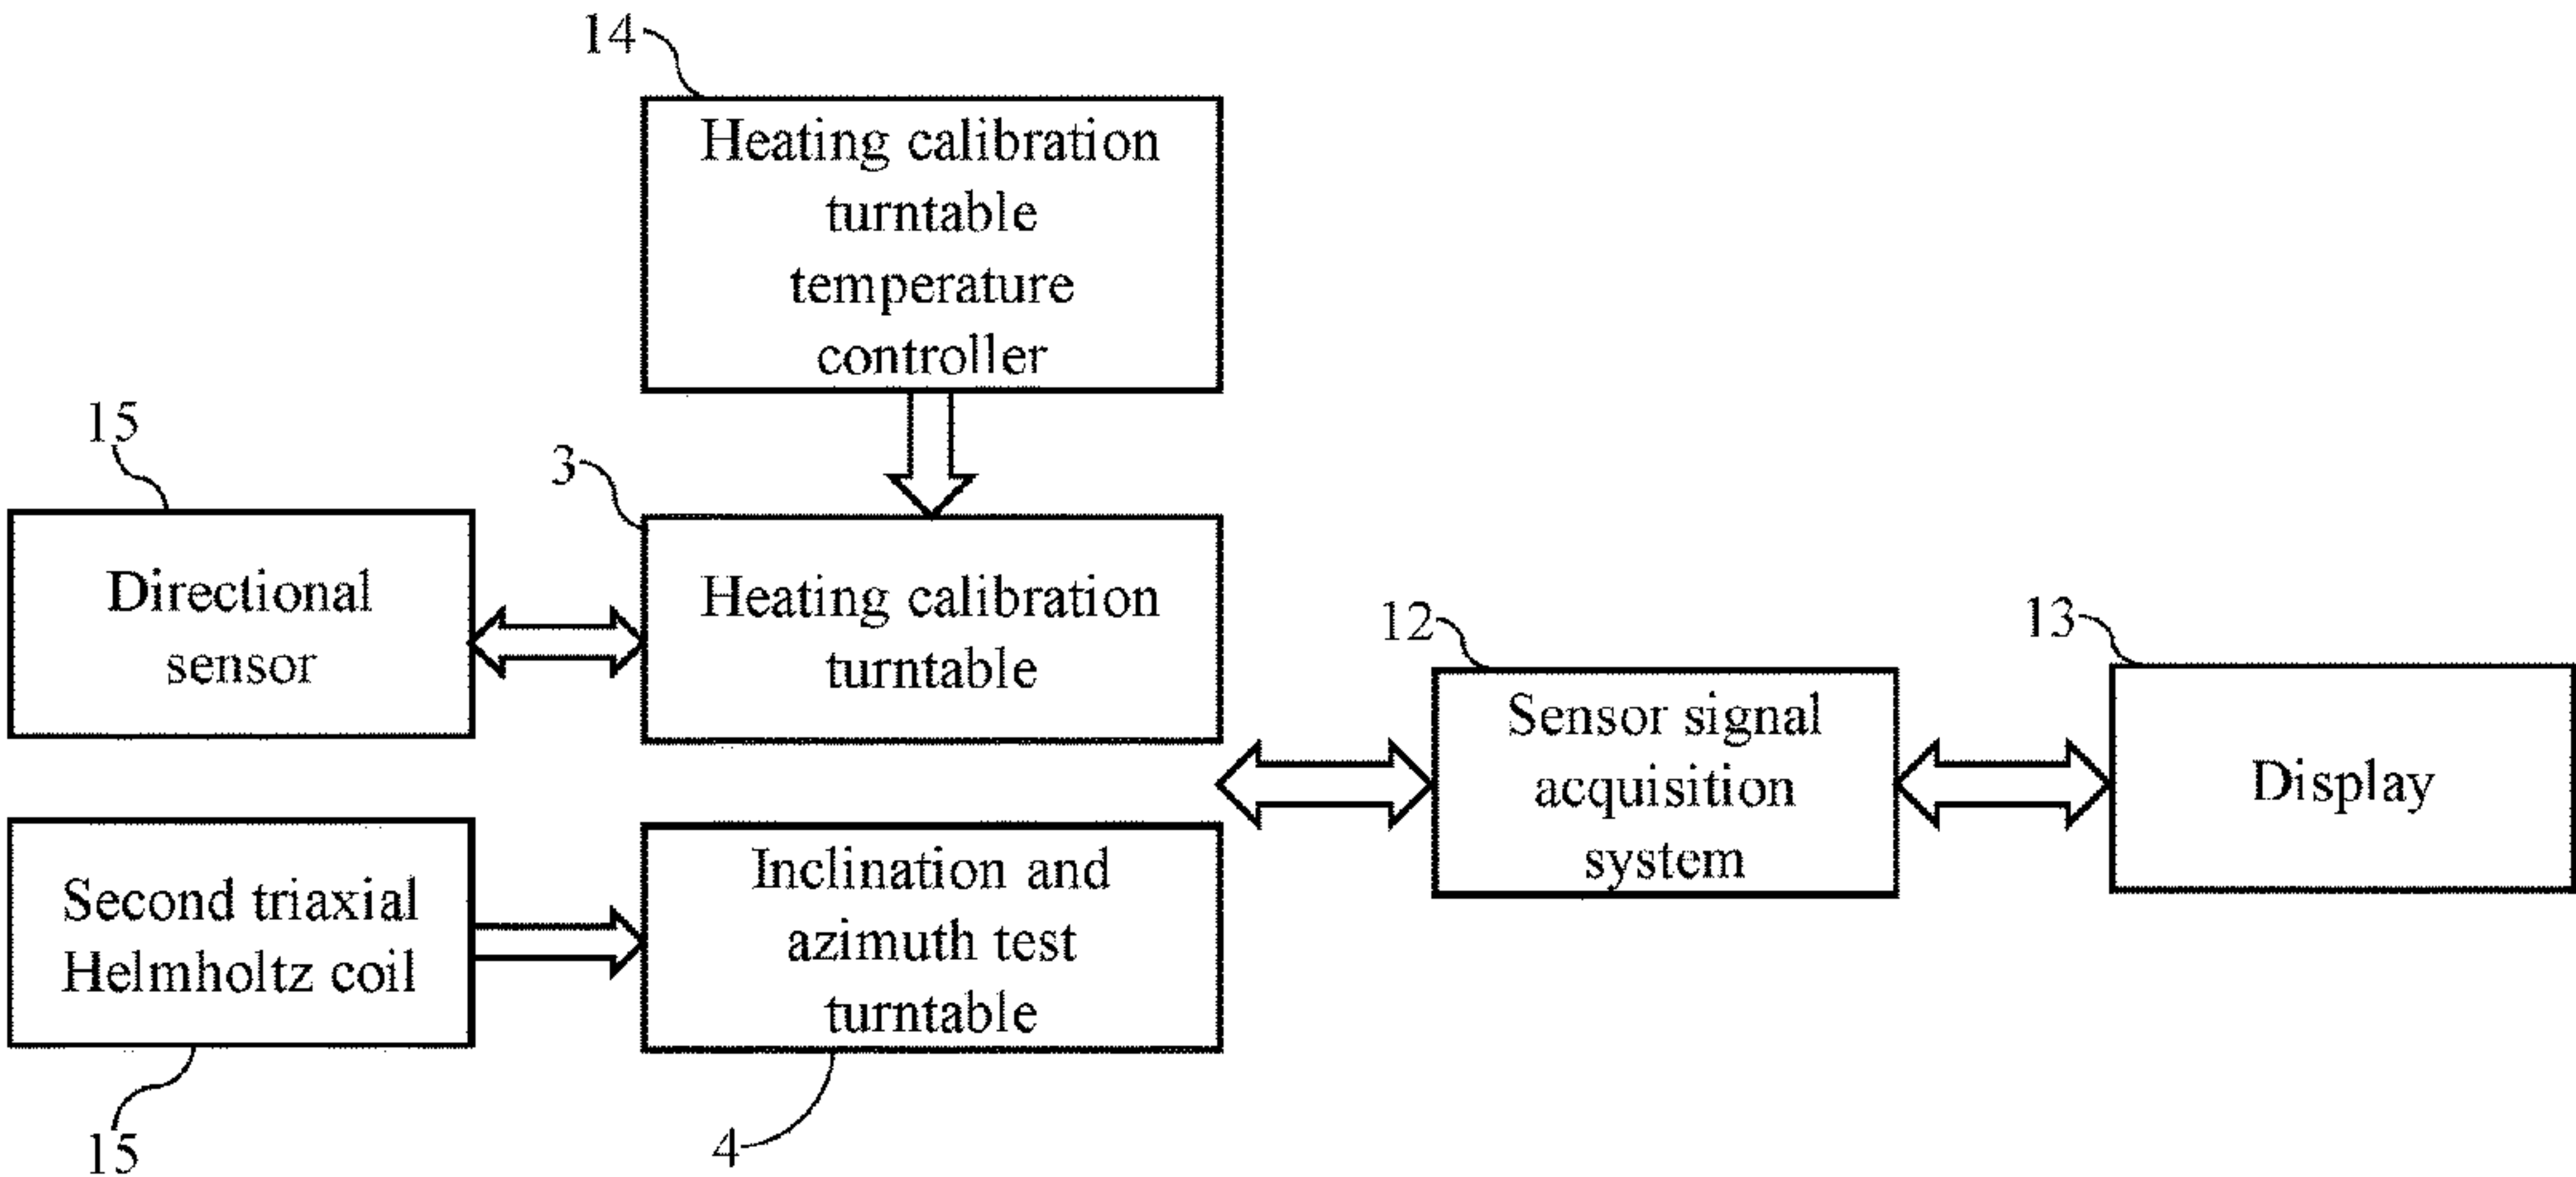 14
Heating calibration
turntable
temperature
controller
15
Directional
sensor
3
Heating calibration
turntable
12
Sensor signal
acquisition
system
13
Display
Second triaxial
Helmholtz coil
15
Inclination and
azimuth test
turntable
4